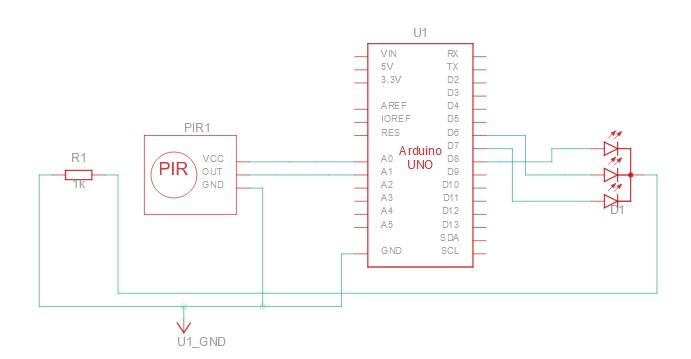 U1
VIN
5V
3.3V
AREF
IOREF
RES
A0
A1
A2
A3
A4
A5
GND
Arduino
UNO
RX
TX
D2
D3
D4
D5
D6
D7
D8
D9
D10
D11
D12
D13
SDA
SCL
PIR1
PIR
VCC
OUT
GND
R1
1k
D1
U1_GND